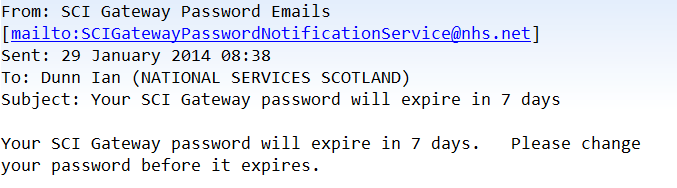 From: SCI Gateway Password Emails
[mailto:SCIGatewayPasswordNotificationService@nhs.net]
Sent: 29 January 2014 08:38
To: Dunn Ian (NATIONAL SERVICES SCOTLAND)
Subject: Your SCI Gateway password will expire in 7 days
Your SCI Gateway password will expire in 7 days.   Please change
your password before it expires.